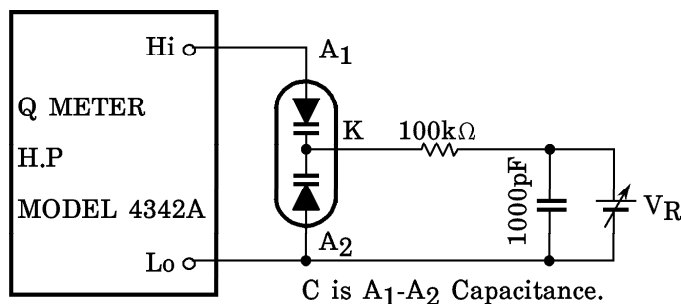 Hi
A1
Q METER
H.P
MODEL 4342A
K
100kΩ
1000pF
VR
A2
Lo
C is A1-A2 Capacitance.